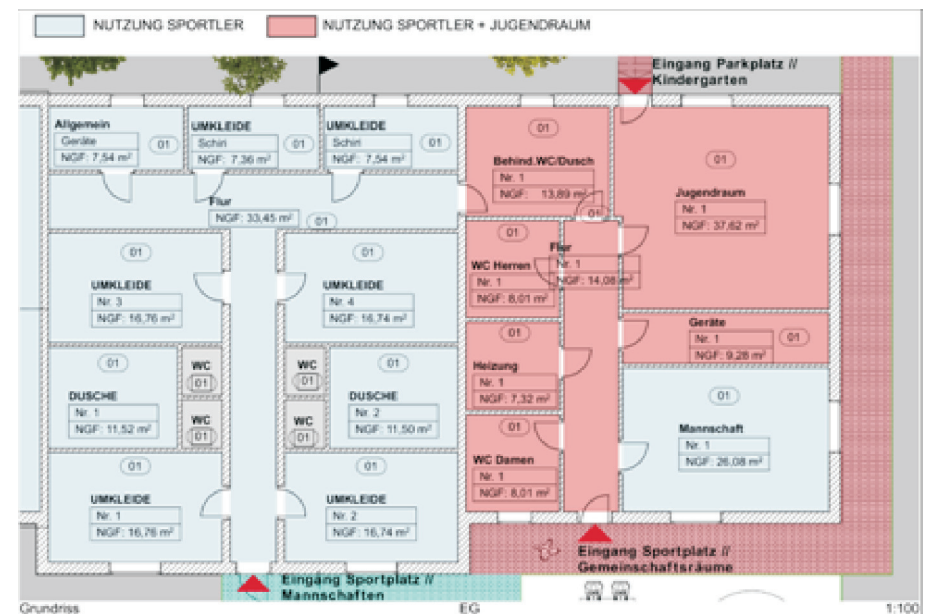 NUTZUNG SPORTLER
NUTZUNG SPORTLER + JUGENDRAUM
Eingang Parkplatz //
Kindergarten
Allgemein
Geräte
NGF: 7,54 m²
01
UMKLEIDE
Schiri
NGF: 7,36 m²
01
UMKLEIDE
Schiri
NGF: 7,54 m²
01
01
Behind.WC/Dusch
Nr. 1
NGF: 13,89 m²
01
Jugendraum
Nr. 1
NGF: 37,62 m²
Flur
NGF: 33,45 m²
01
01
Flur
Nr. 1
NGF: 14,08 m²
01
WC Herren
Nr. 1
NGF: 8,01 m²
01
UMKLEIDE
Nr. 3
NGF: 16,76 m²
01
UMKLEIDE
Nr. 4
NGF: 16,74 m²
Geräte
Nr. 1
NGF: 9,28 m²
01
01
Heizung
Nr. 1
NGF: 7,32 m²
01
DUSCHE
Nr. 1
NGF: 11,52 m²
WC
01
WC
01
WC
01
WC
01
01
DUSCHE
Nr. 2
NGF: 11,50 m²
01
Mannschaft
Nr. 1
NGF: 26,08 m²
01
WC Damen
Nr. 1
NGF: 8,01 m²
01
UMKLEIDE
Nr. 1
NGF: 16,76 m²
01
UMKLEIDE
Nr. 2
NGF: 16,74 m²
Eingang Sportplatz //
Gemeinschaftsräume
Eingang Sportplatz //
Mannschaften
Grundriss
EG
1:100